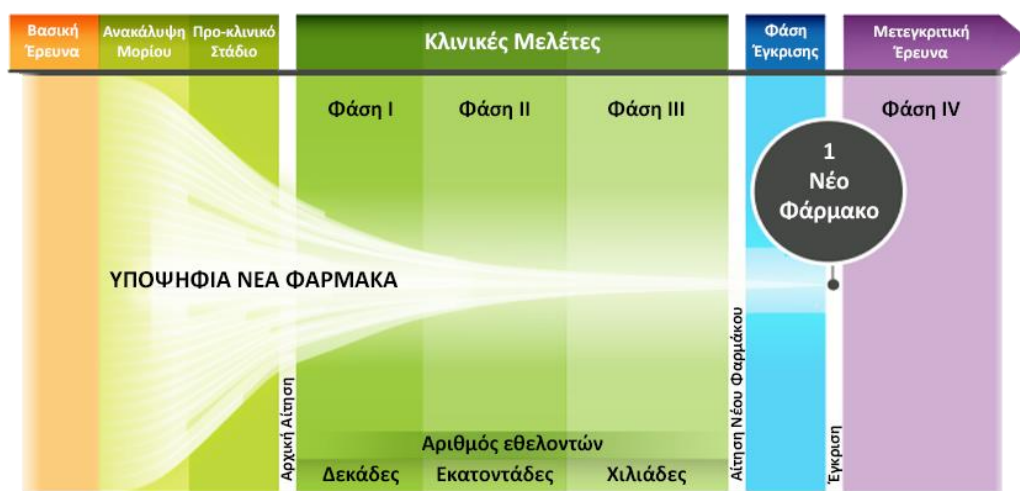 Βασική
Έρευνα
Ανακάλυψη
Μορίου
Προ-κλινικό
Στάδιο
Κλινικές Μελέτες
Φάση
Έγκρισης
Μετεγκριτική
Έρευνα
Φάση I
Φάση II
Φάση III
Φάση IV
1
Νέο
Φάρμακο
ΥΠΟΨΗΦΙΑ ΝΕΑ ΦΑΡΜΑΚΑ
Αρχική Αίτηση
Αίτηση Νέου Φαρμάκου
Έγκριση
Αριθμός εθελοντών
Δεκάδες
Εκατοντάδες
Χιλιάδες